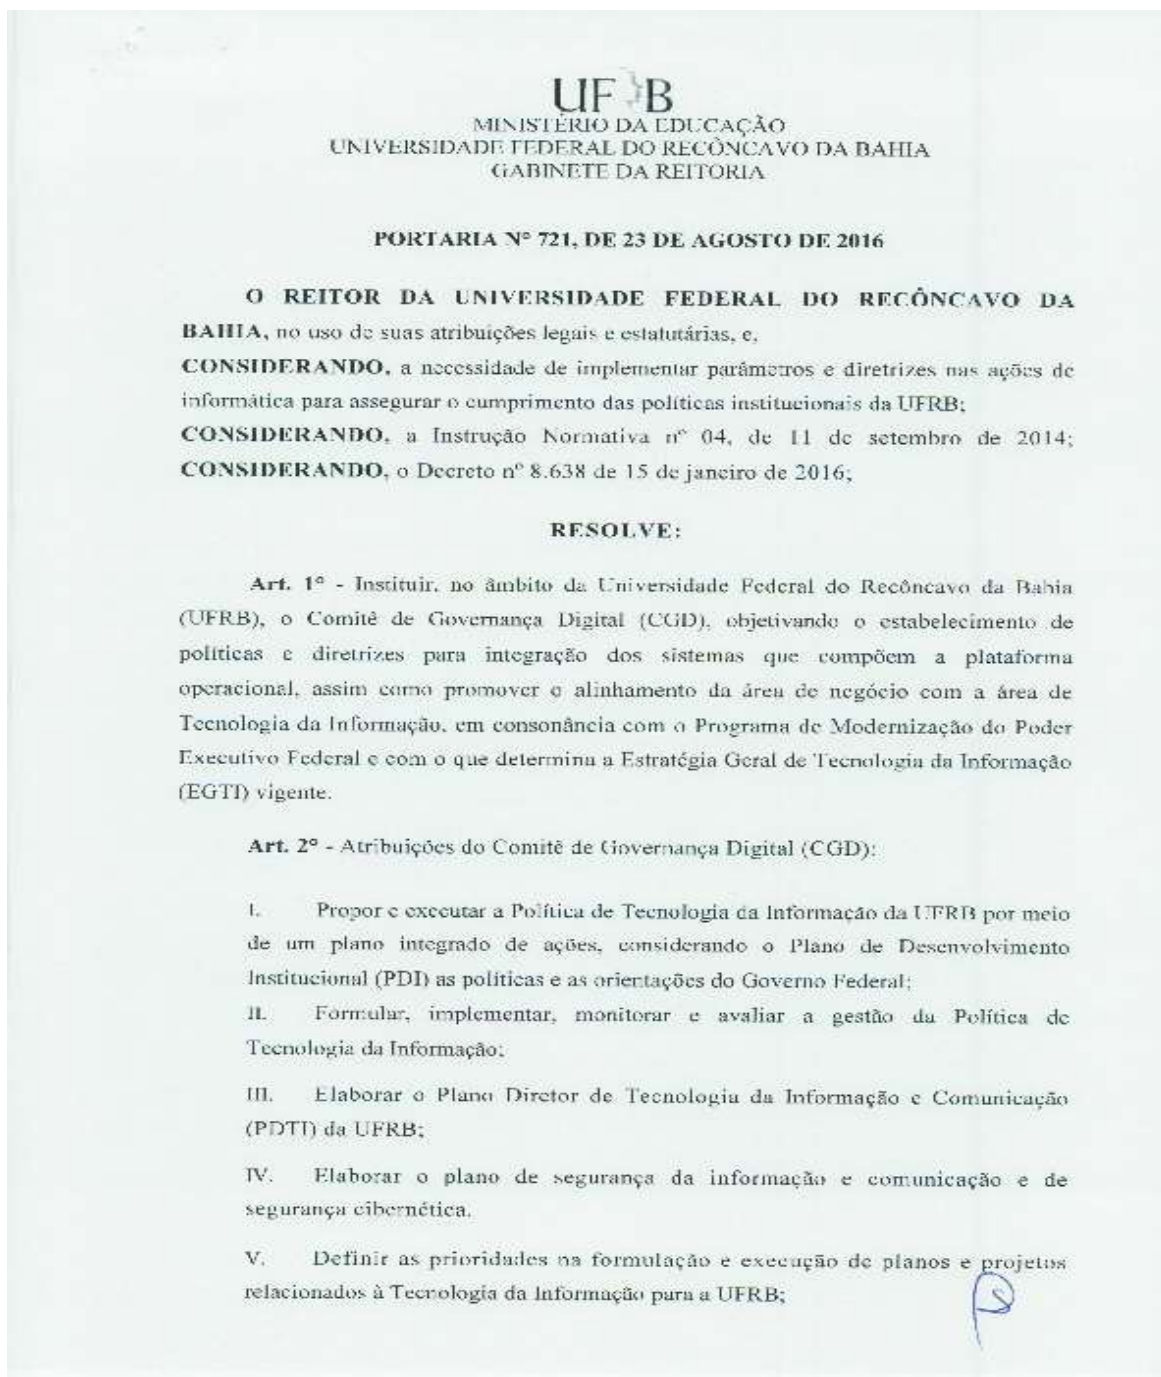 UFRB
MINISTÉRIO DA EDUCAÇÃO
UNIVERSIDADE FEDERAL DO RECÔNCAVO DA BAHIA
GABINETE DA REITORIA
PORTARIA Nº 721, DE 23 DE AGOSTO DE 2016
O REITOR DA UNIVERSIDADE FEDERAL DO RECÔNCAVO DA
BAHIA, no uso de suas atribuições legais e estatutárias, e,
CONSIDERANDO, a necessidade de implementar parâmetros e diretrizes nas ações de
informática para assegurar o cumprimento das políticas institucionais da UFRB;
CONSIDERANDO, a Instrução Normativa nº 04, de 11 de setembro de 2014;
CONSIDERANDO, o Decreto nº 8.638 de 15 de janeiro de 2016;
RESOLVE:
Art. 1º - Instituir, no âmbito da Universidade Federal do Recôncavo da Bahia
(UFRB), o Comitê de Governança Digital (CGD), objetivando o estabelecimento de
políticas e diretrizes para integração dos sistemas que compõem a plataforma
operacional, assim como promover o alinhamento da área de negócio com a área de
Tecnologia da Informação, em consonância com o Programa de Modernização do Poder
Executivo Federal e com o que determina a Estratégia Geral de Tecnologia da Informação
(EGTI) vigente.
Art. 2º - Atribuições do Comitê de Governança Digital (CGD):
I. Propor e executar a Política de Tecnologia da Informação da UFRB por meio
de um plano integrado de ações, considerando o Plano de Desenvolvimento
Institucional (PDI) as políticas e as orientações do Governo Federal;
II. Formular, implementar, monitorar e avaliar a gestão da Política de
Tecnologia da Informação;
III. Elaborar o Plano Diretor de Tecnologia da Informação e Comunicação
(PDTI) da UFRB;
IV. Elaborar o plano de segurança da informação e comunicação e de
segurança cibernética.
V. Definir as prioridades na formulação e execução de planos e projetos
relacionados à Tecnologia da Informação para a UFRB;